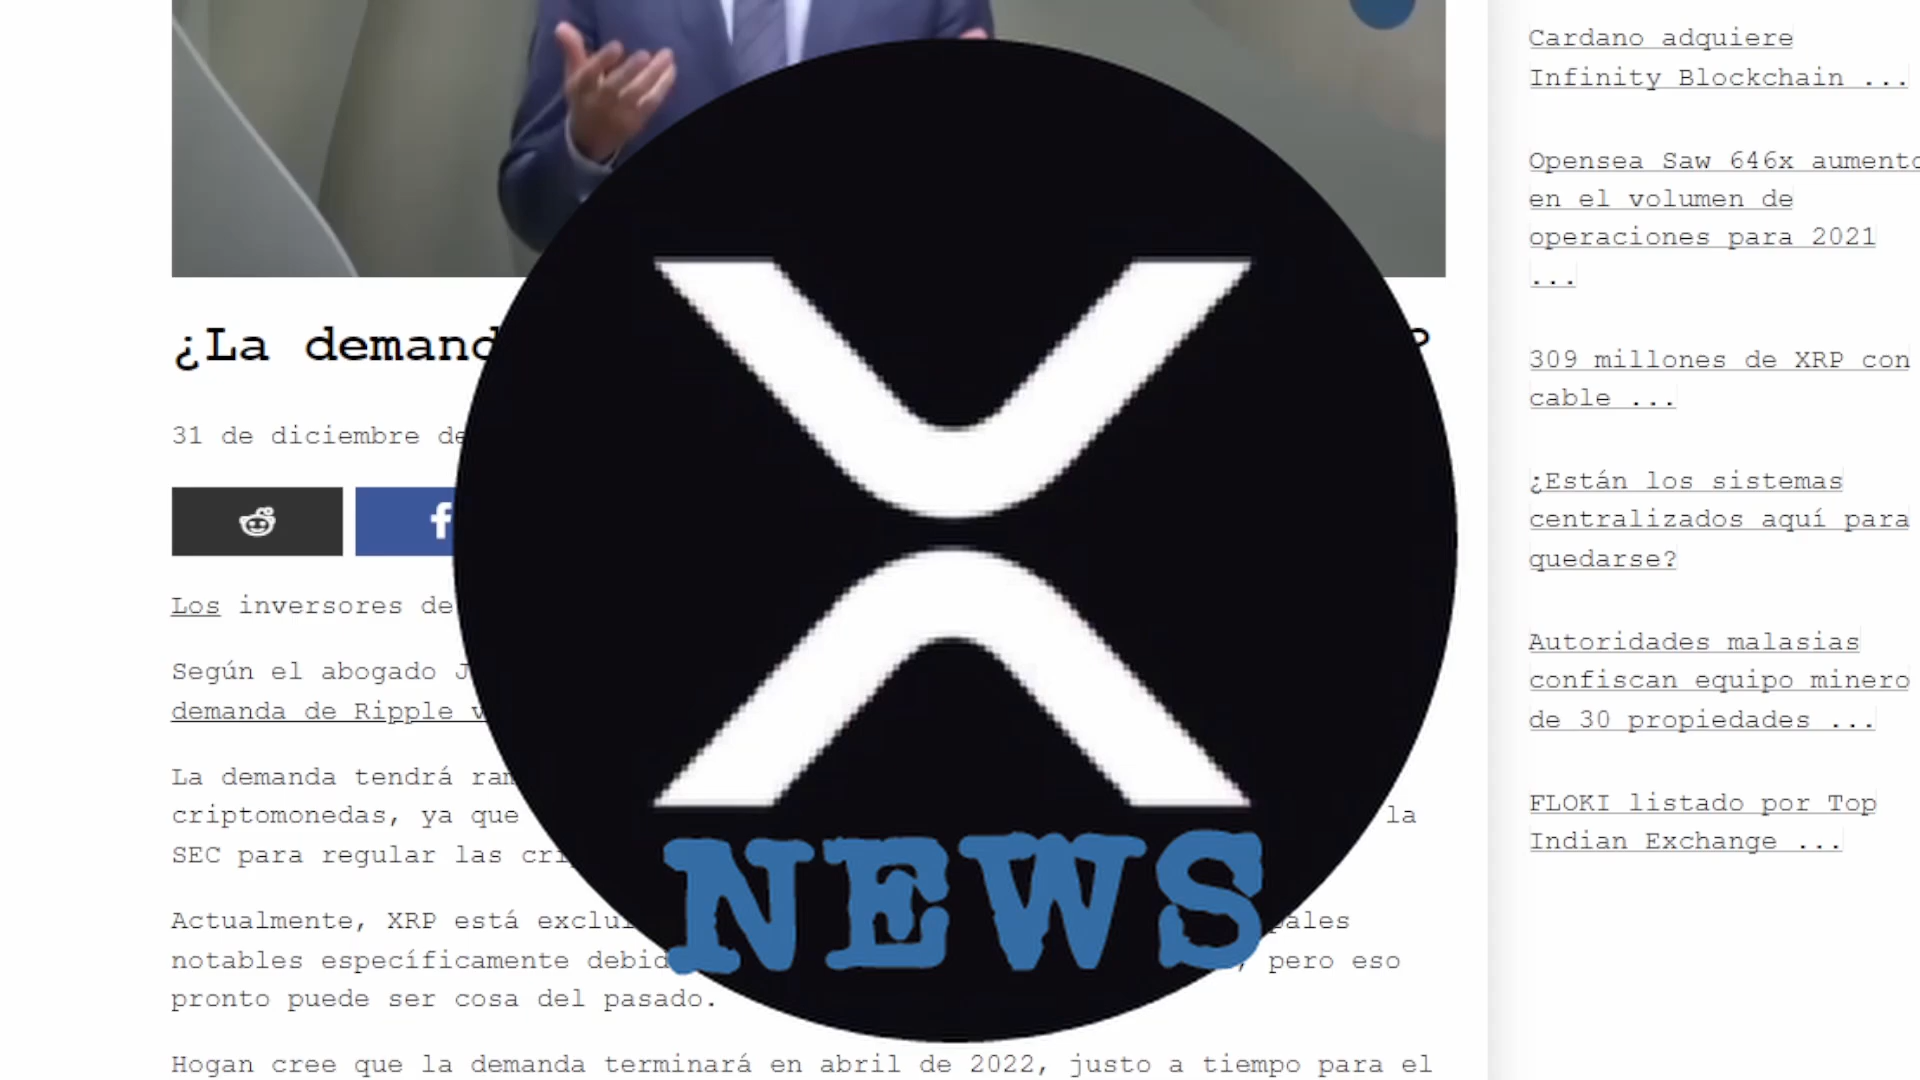 ¿La demand
?
31 de diciembre de
Los inversores de
Según el abogado J
demanda de Ripple v
La demanda tendrá ram
criptomonedas, ya que la
SEC para regular las cri
Actualmente, XRP está exclui pales
notables específicamente debid , pero eso
pronto puede ser cosa del pasado.
Hogan cree que la demanda terminará en abril de 2022, justo a tiempo para el
NEWS
Cardano adquiere
Infinity Blockchain ...
Opensea Saw 646x aumento
en el volumen de
operaciones para 2021
...
309 millones de XRP con
cable ...
¿Están los sistemas
centralizados aquí para
quedarse?
Autoridades malasias
confiscan equipo minero
de 30 propiedades ...
FLOKI listado por Top
Indian Exchange ...